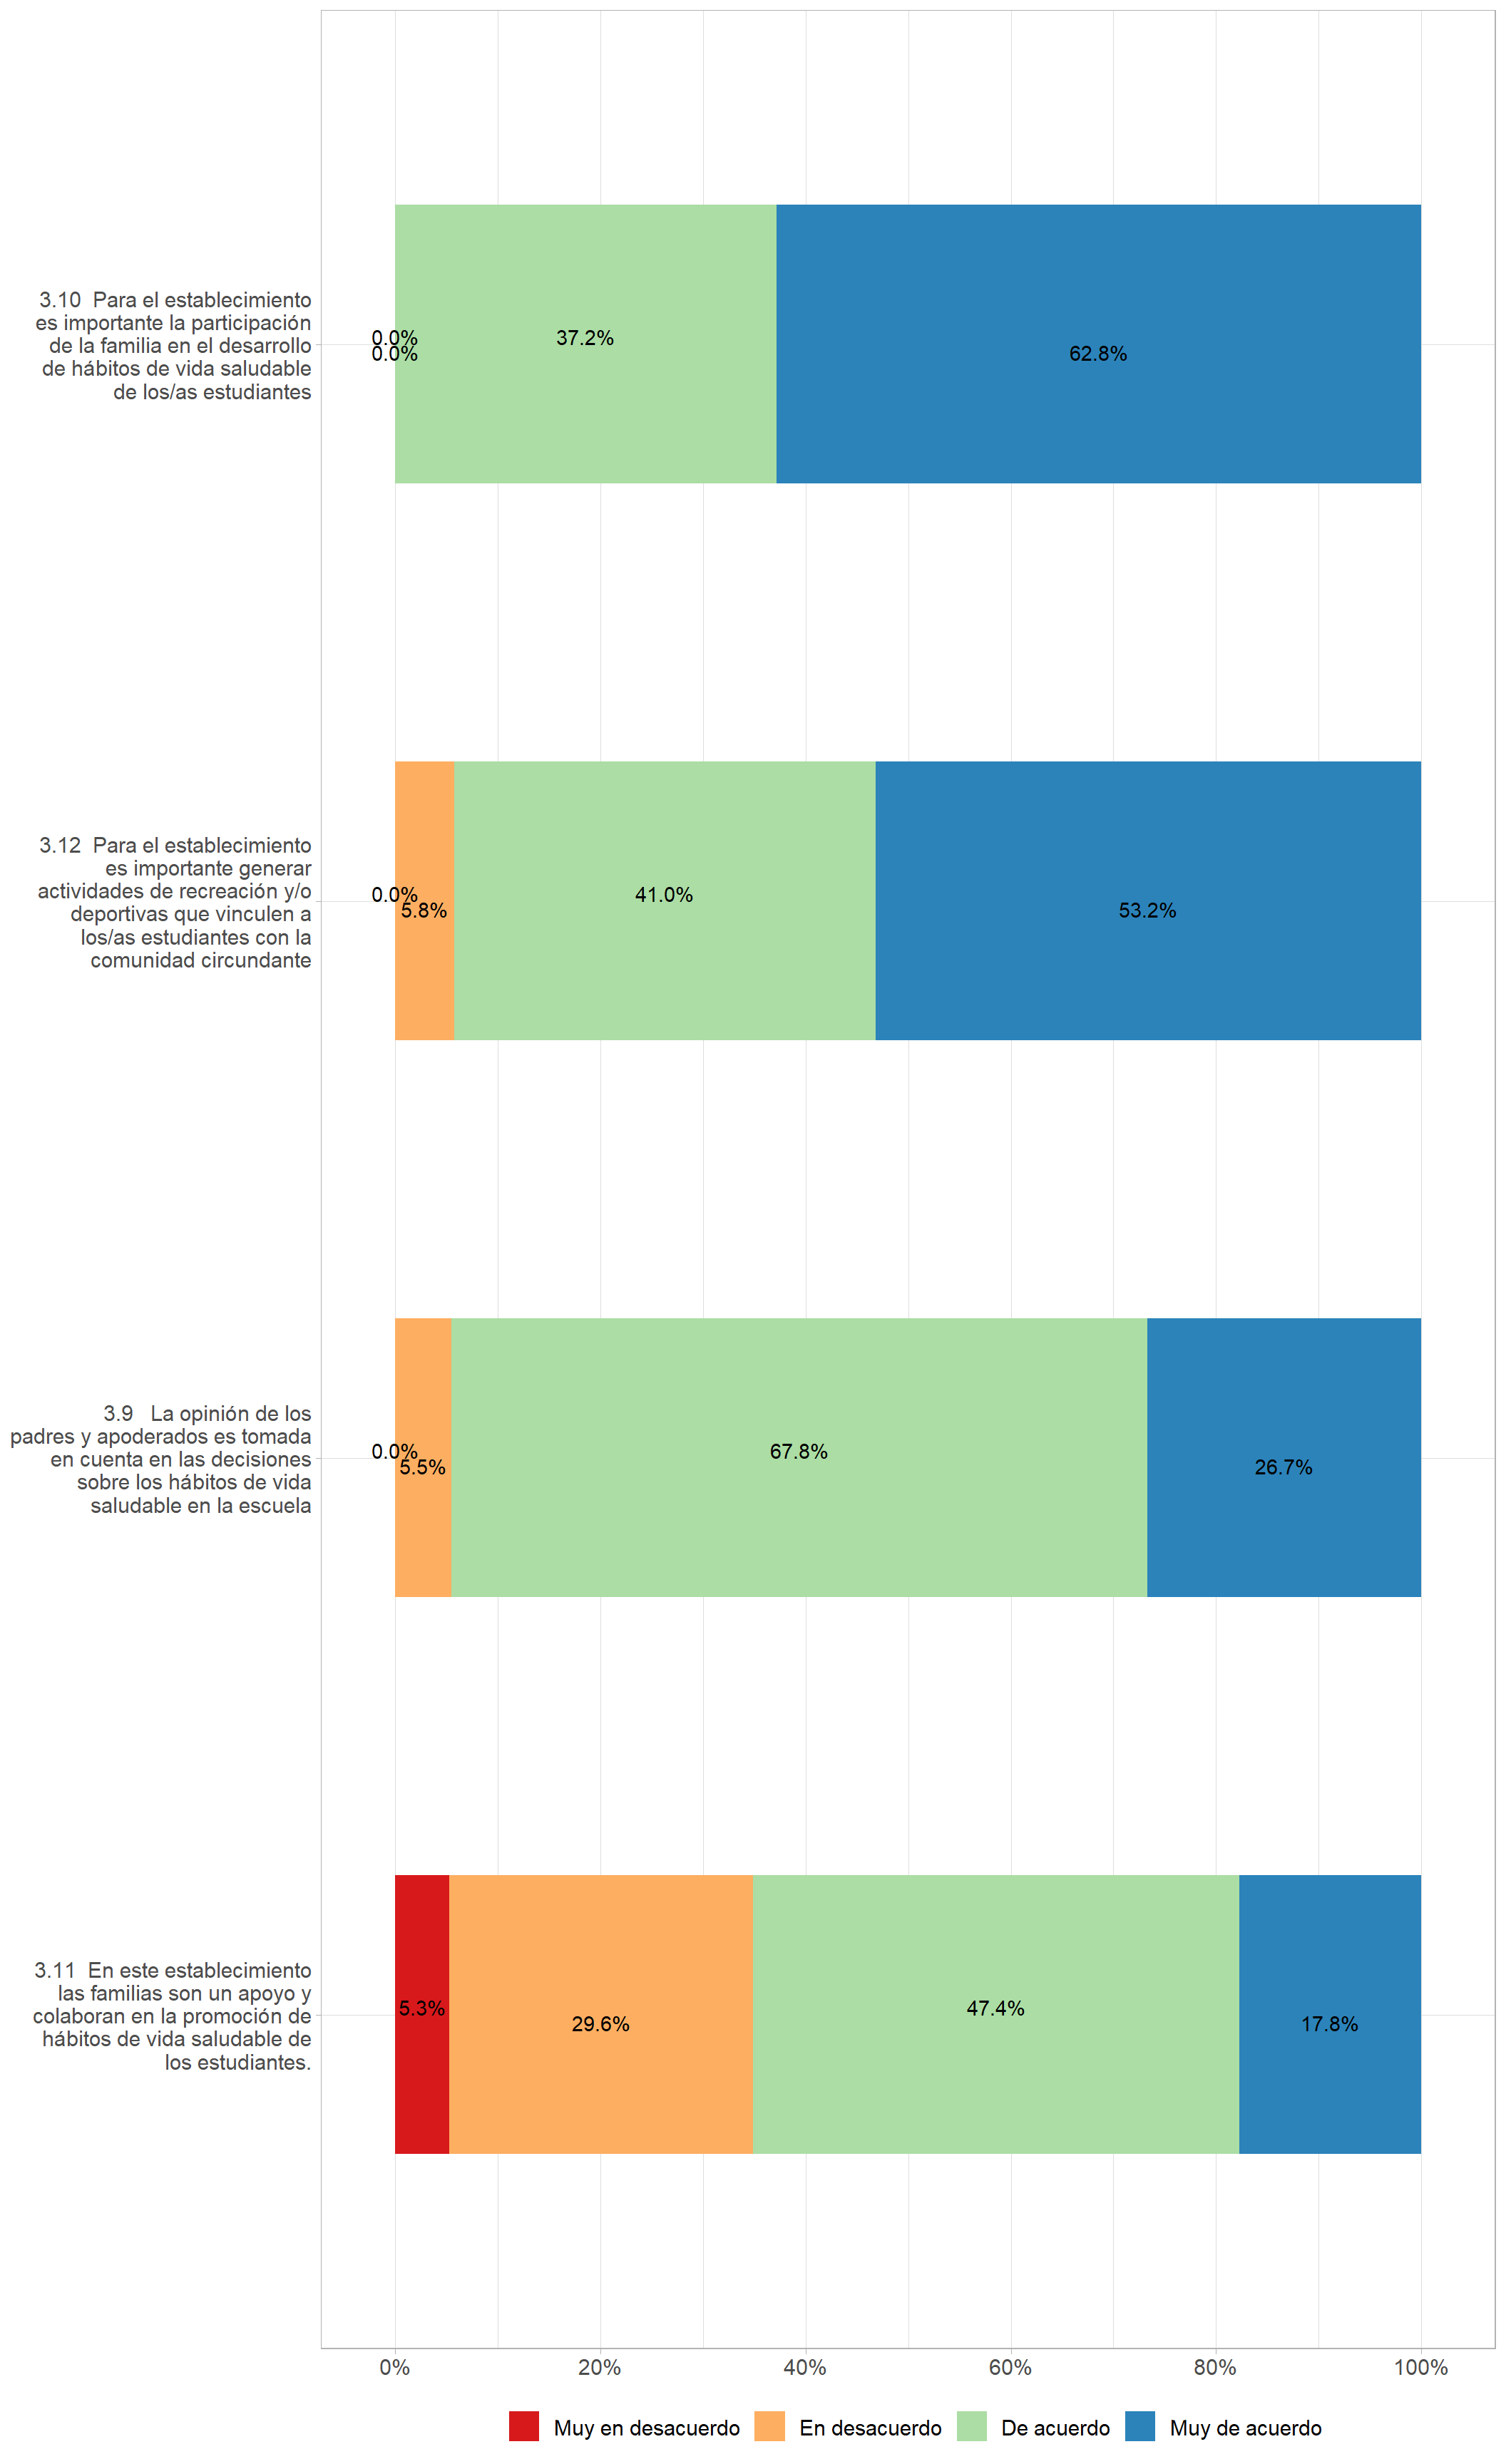 3.10  Para el establecimiento
es importante la participación
de la familia en el desarrollo
de hábitos de vida saludable
de los/as estudiantes
0.0%
0.0%
37.2%
62.8%
3.12  Para el establecimiento
es importante generar
actividades de recreación y/o
deportivas que vinculen a
los/as estudiantes con la
comunidad circundante
0.0%
5.8%
41.0%
53.2%
3.9   La opinión de los
padres y apoderados es tomada
en cuenta en las decisiones
sobre los hábitos de vida
saludable en la escuela
0.0%
5.5%
67.8%
26.7%
3.11  En este establecimiento
las familias son un apoyo y
colaboran en la promoción de
hábitos de vida saludable de
los estudiantes.
5.3%
29.6%
47.4%
17.8%
0% 20% 40% 60% 80% 100%
Muy en desacuerdo En desacuerdo De acuerdo Muy de acuerdo